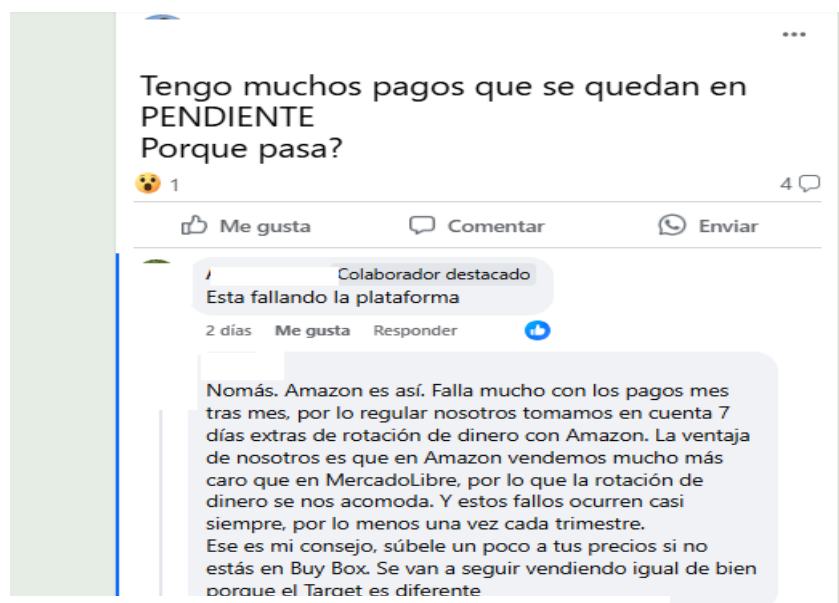 Tengo muchos pagos que se quedan en
PENDIENTE
Porque pasa?
1
4
Me gusta
Comentar
Enviar
Colaborador destacado
Esta fallando la plataforma
2 días Me gusta Responder
Nomás. Amazon es así. Falla mucho con los pagos mes
tras mes, por lo regular nosotros tomamos en cuenta 7
días extras de rotación de dinero con Amazon. La ventaja
de nosotros es que en Amazon vendemos mucho más
caro que en MercadoLibre, por lo que la rotación de
dinero se nos acomoda. Y estos fallos ocurren casi
siempre, por lo menos una vez cada trimestre.
Ese es mi consejo, súbele un poco a tus precios si no
estás en Buy Box. Se van a seguir vendiendo igual de bien
porque el Target es diferente